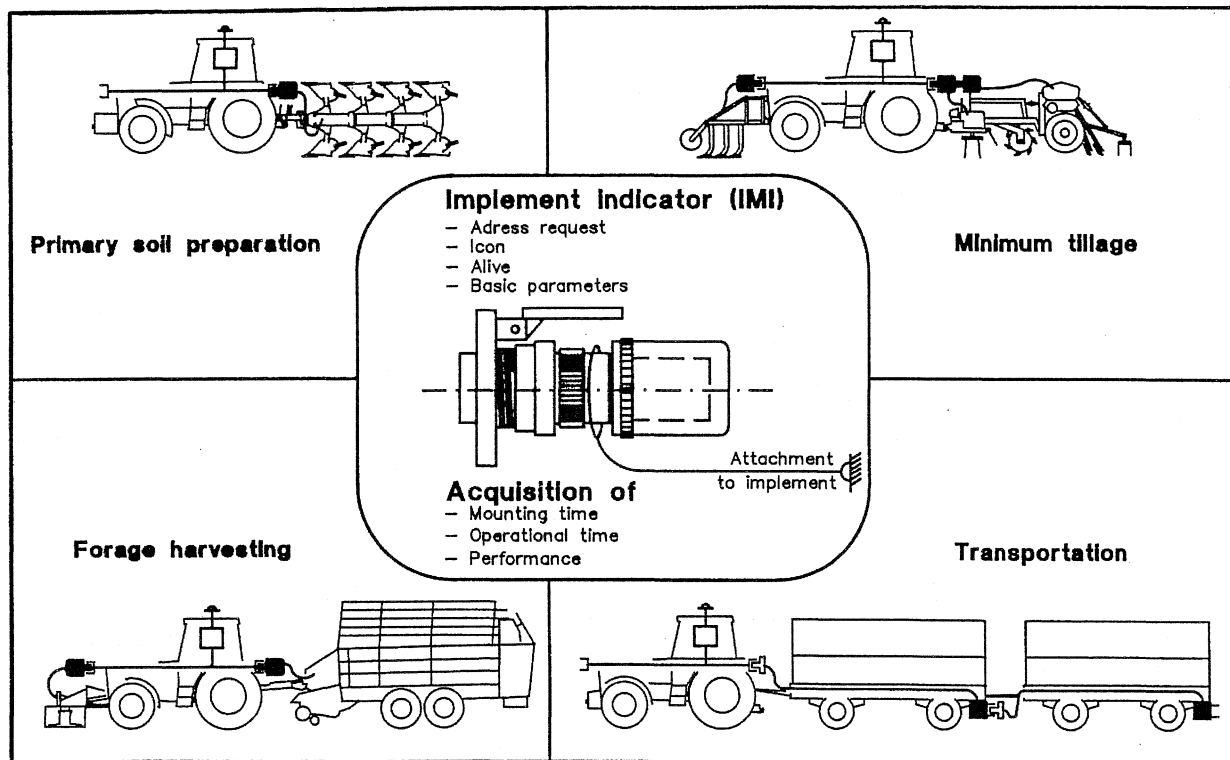 Implement indicator (IMI)
– Adress request
– Icon
– Alive
– Basic parameters
Primary soil preparation
Minimum tillage
Attachment
to implement
Acquisition of
– Mounting time
– Operational time
– Performance
Forage harvesting
Transportation